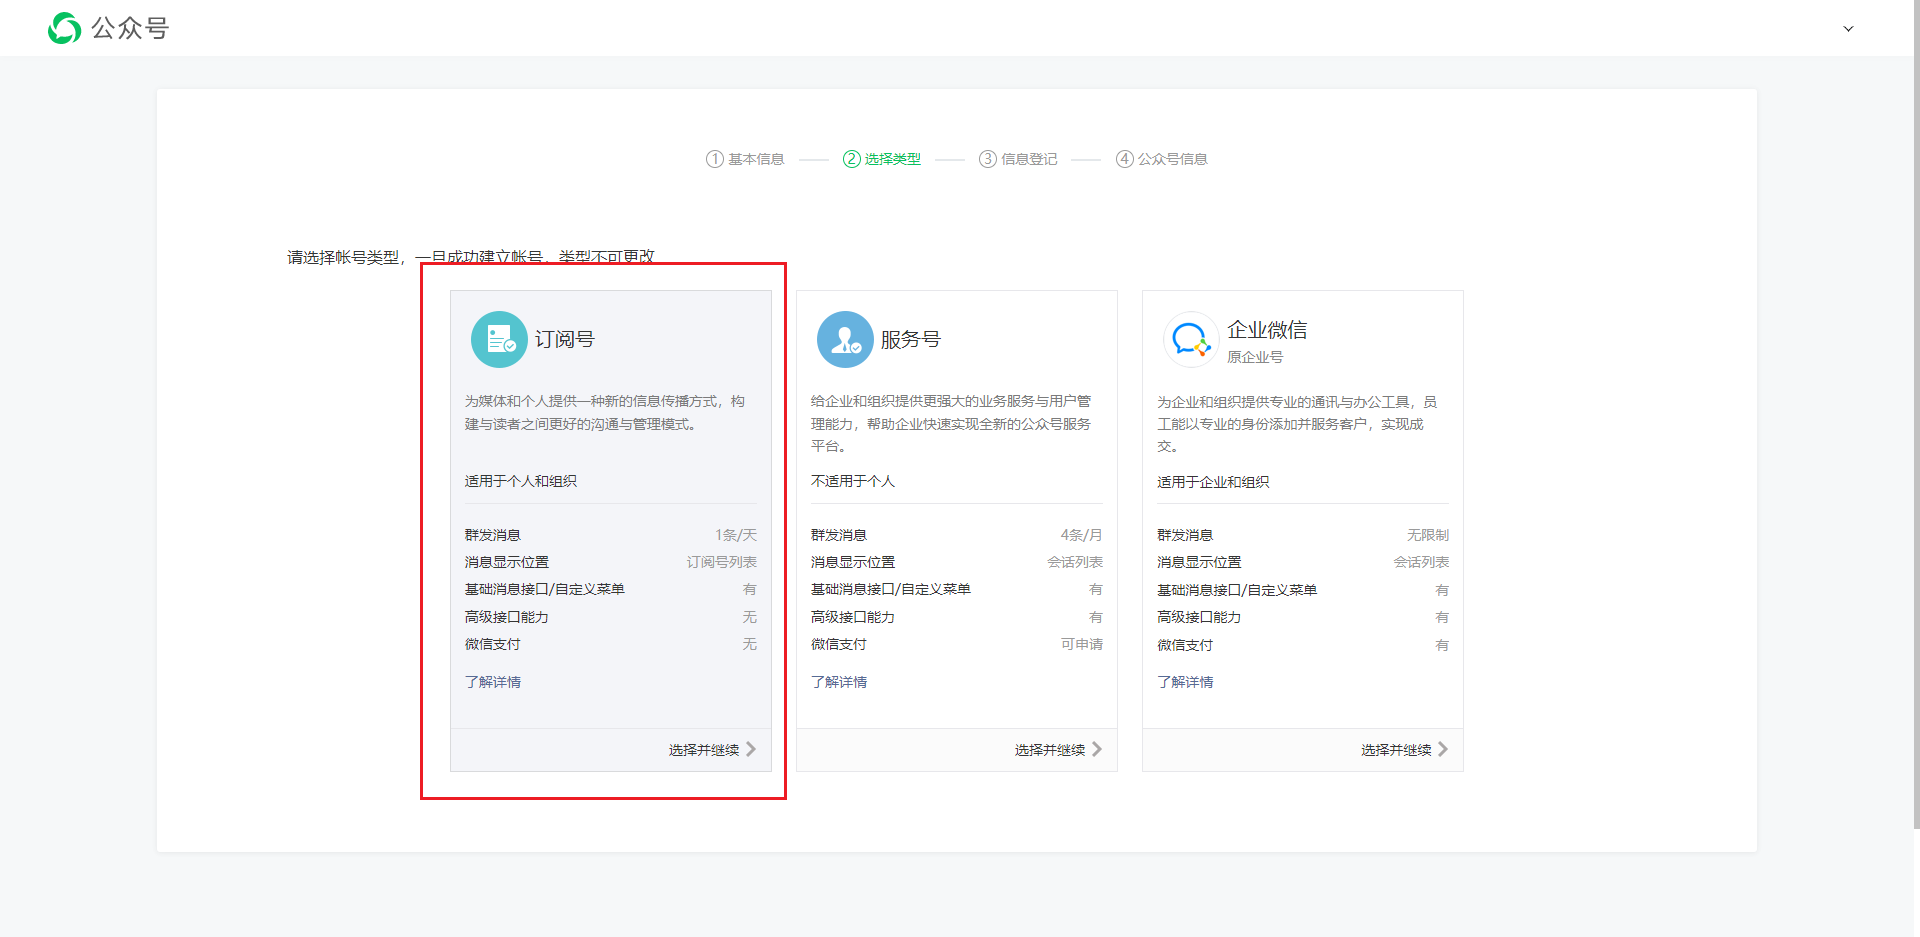 公众号
① 基本信息 ② 选择类型 ③ 信息登记 ④ 公众号信息
请选择帐号类型，一旦成功建立帐号，类型不可更改
订阅号
为媒体和个人提供一种新的信息传播方式，构
建与读者之间更好的沟通与管理模式。
适用于个人和组织
群发消息 1条/天
消息显示位置 订阅号列表
基础消息接口/自定义菜单 有
高级接口能力 无
微信支付 无
了解详情
选择并继续
服务号
给企业和组织提供更强大的业务服务与用户管
理能力，帮助企业快速实现全新的公众号服务
平台。
不适用于个人
群发消息 4条/月
消息显示位置 会话列表
基础消息接口/自定义菜单 有
高级接口能力 有
微信支付 可申请
了解详情
选择并继续
企业微信
原企业号
为企业和组织提供专业的通讯与办公工具，员
工能以专业的身份添加并服务客户，实现成
交。
适用于企业和组织
群发消息 无限制
消息显示位置 会话列表
基础消息接口/自定义菜单 有
高级接口能力 有
微信支付 有
了解详情
选择并继续